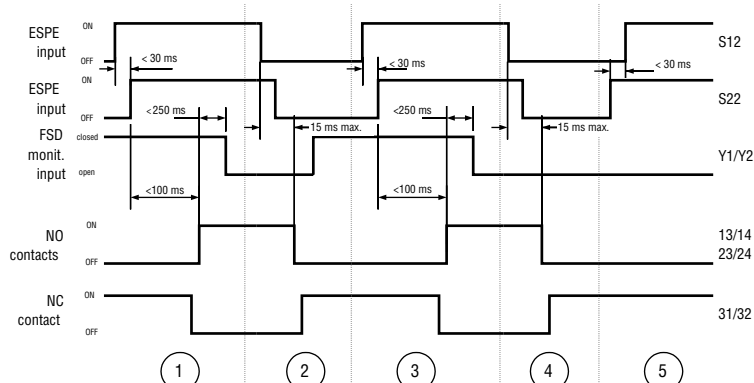 ESPE
input
ON
OFF
S12
< 30 ms
< 30 ms
< 30 ms
ESPE
input
ON
OFF
S22
<250 ms
<250 ms
15 ms max.
15 ms max.
FSD
monit.
input
closed
open
Y1/Y2
<100 ms
<100 ms
NO
contacts
ON
OFF
13/14
23/24
NC
contact
ON
OFF
31/32
1
2
3
4
5